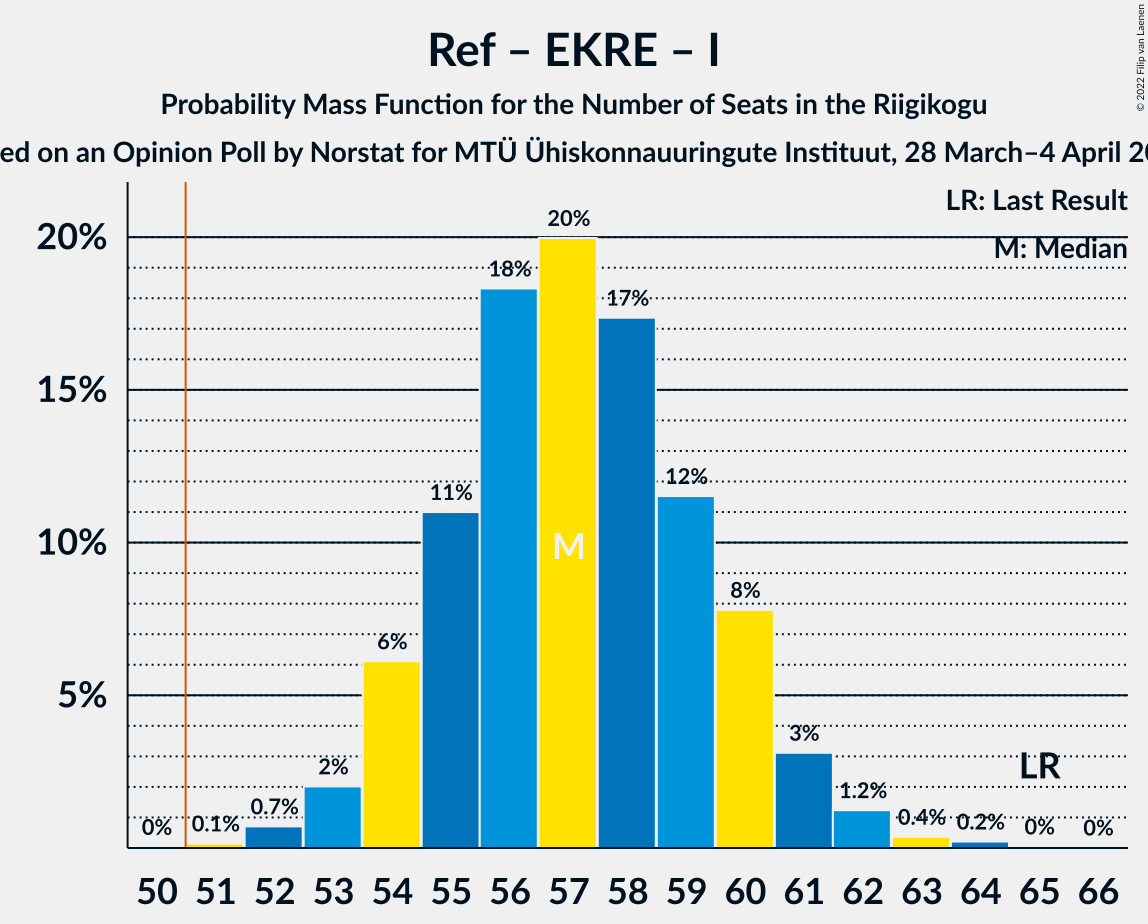 Ref – EKRE – I
Probability Mass Function for the Number of Seats in the Riigikogu
ed on an Opinion Poll by Norstat for MTÜ Ühiskonnauuringute Instituut, 28 March–4 April 20
© 2022 Filip van Laenen
LR: Last Result
M: Median
20%
15%
10%
5%
0%
0.1%
0.7%
2%
6%
11%
18%
20%
17%
12%
8%
3%
1.2%
0.4%
0.2%
0%
0%
M
LR
50 51 52 53 54 55 56 57 58 59 60 61 62 63 64 65 66